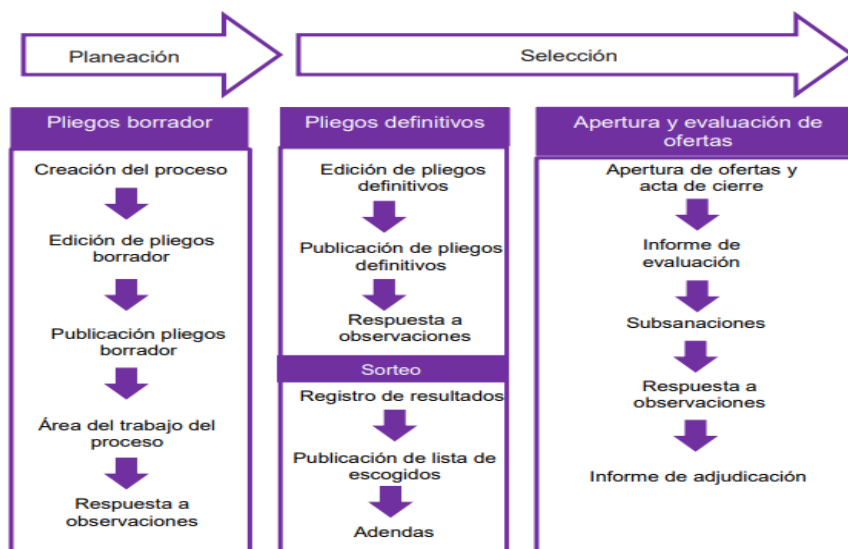 Planeación
Selección
Pliegos borrador
Creación del proceso
Edición de pliegos
borrador
Publicación pliegos
borrador
Área del trabajo del
proceso
Respuesta a
observaciones
Pliegos definitivos
Edición de pliegos
definitivos
Publicación de pliegos
definitivos
Respuesta a
observaciones
Sorteo
Registro de resultados
Publicación de lista de
escogidos
Adendas
Apertura y evaluación de
ofertas
Apertura de ofertas y
acta de cierre
Informe de
evaluación
Subsanaciones
Respuesta a
observaciones
Informe de adjudicación